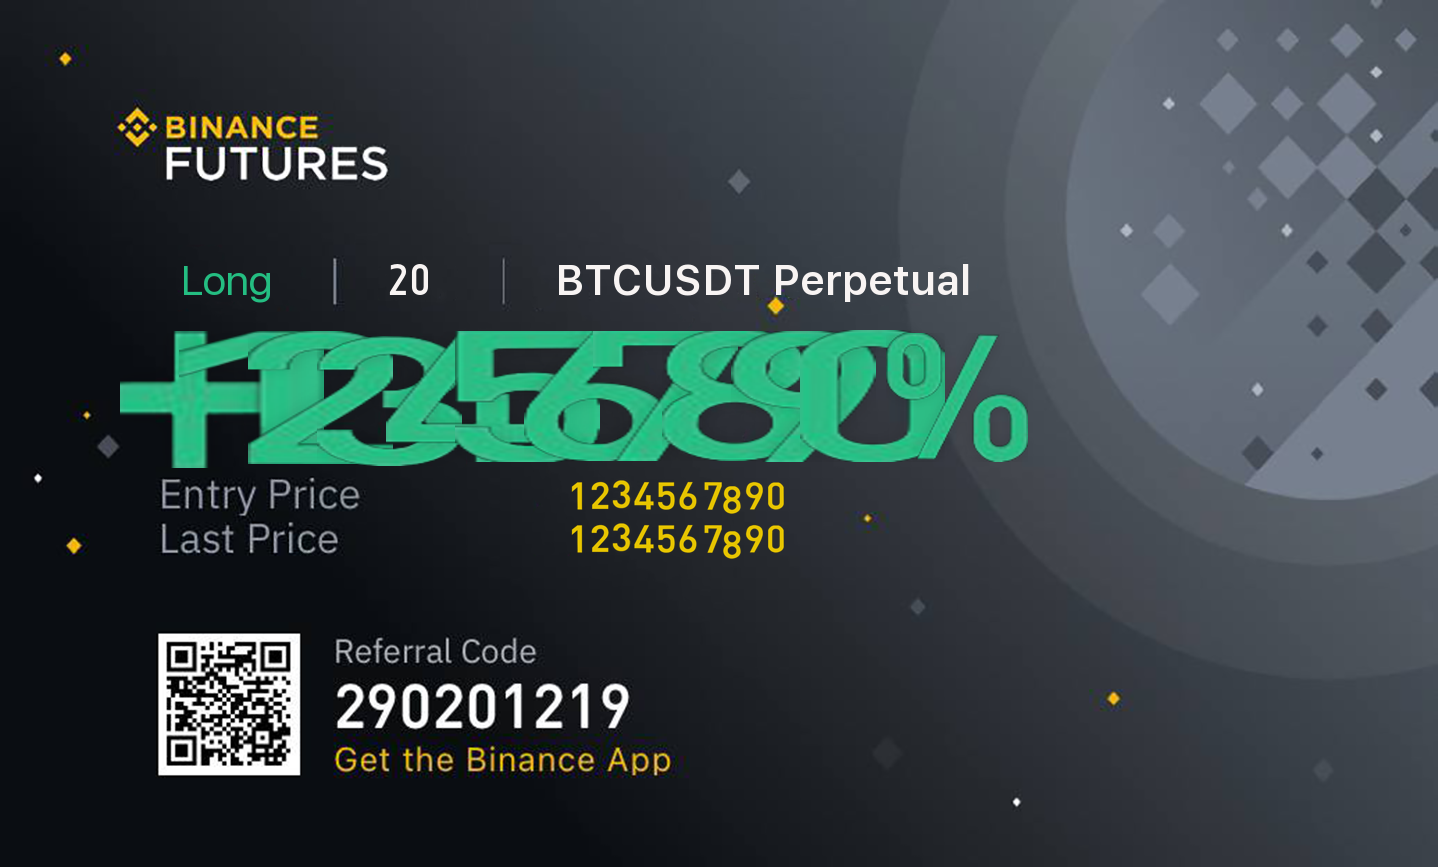 BINANCE
FUTURES
Long | 20 | BTCUSDT Perpetual
+1234567890%
Entry Price 1234567890
Last Price 1234567890
Referral Code
290201219
Get the Binance App